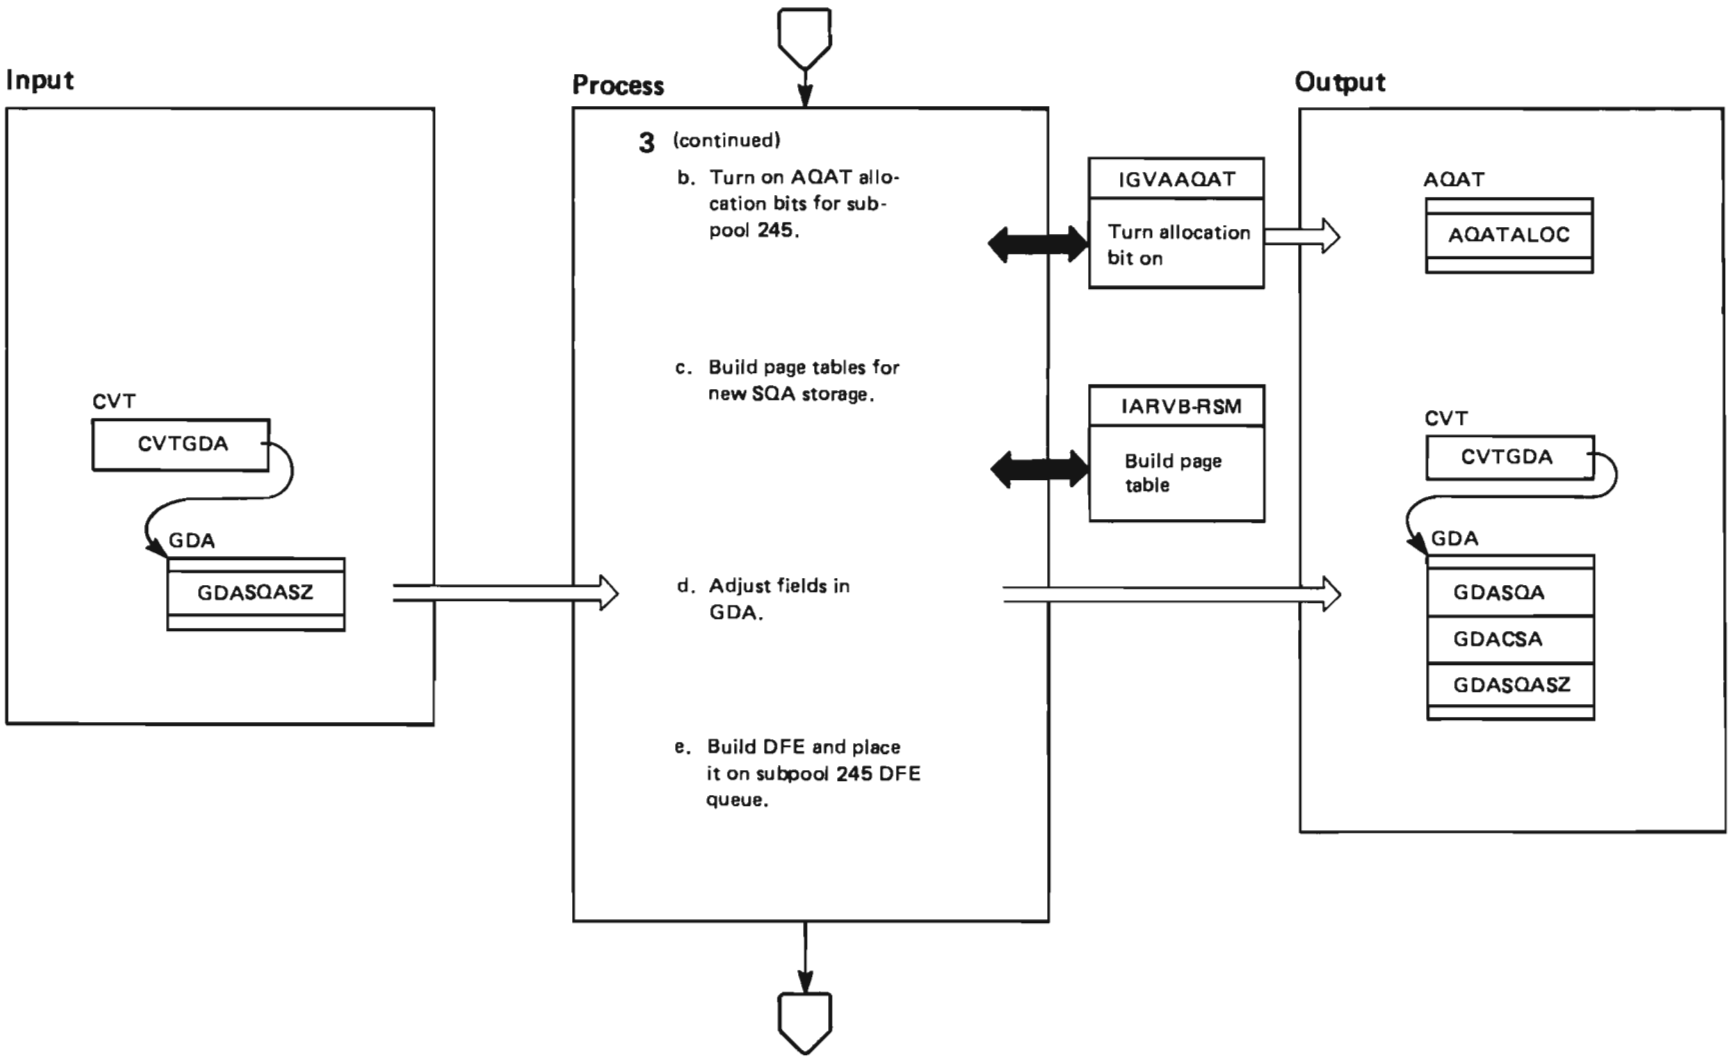 Input
Process
Output
3 (continued)
b. Turn on AQAT allo-
cation bits for sub-
pool 245.
IGVAAQAT
Turn allocation
bit on
AQAT
AQATALOC
c. Build page tables for
new SQA storage.
IARVB-RSM
Build page
table
CVT
CVTGDA
GDA
GDASQASZ
d. Adjust fields in
GDA.
CVT
CVTGDA
GDA
GDASQA
GDACSA
GDASQASZ
e. Build DFE and place
it on subpool 245 DFE
queue.